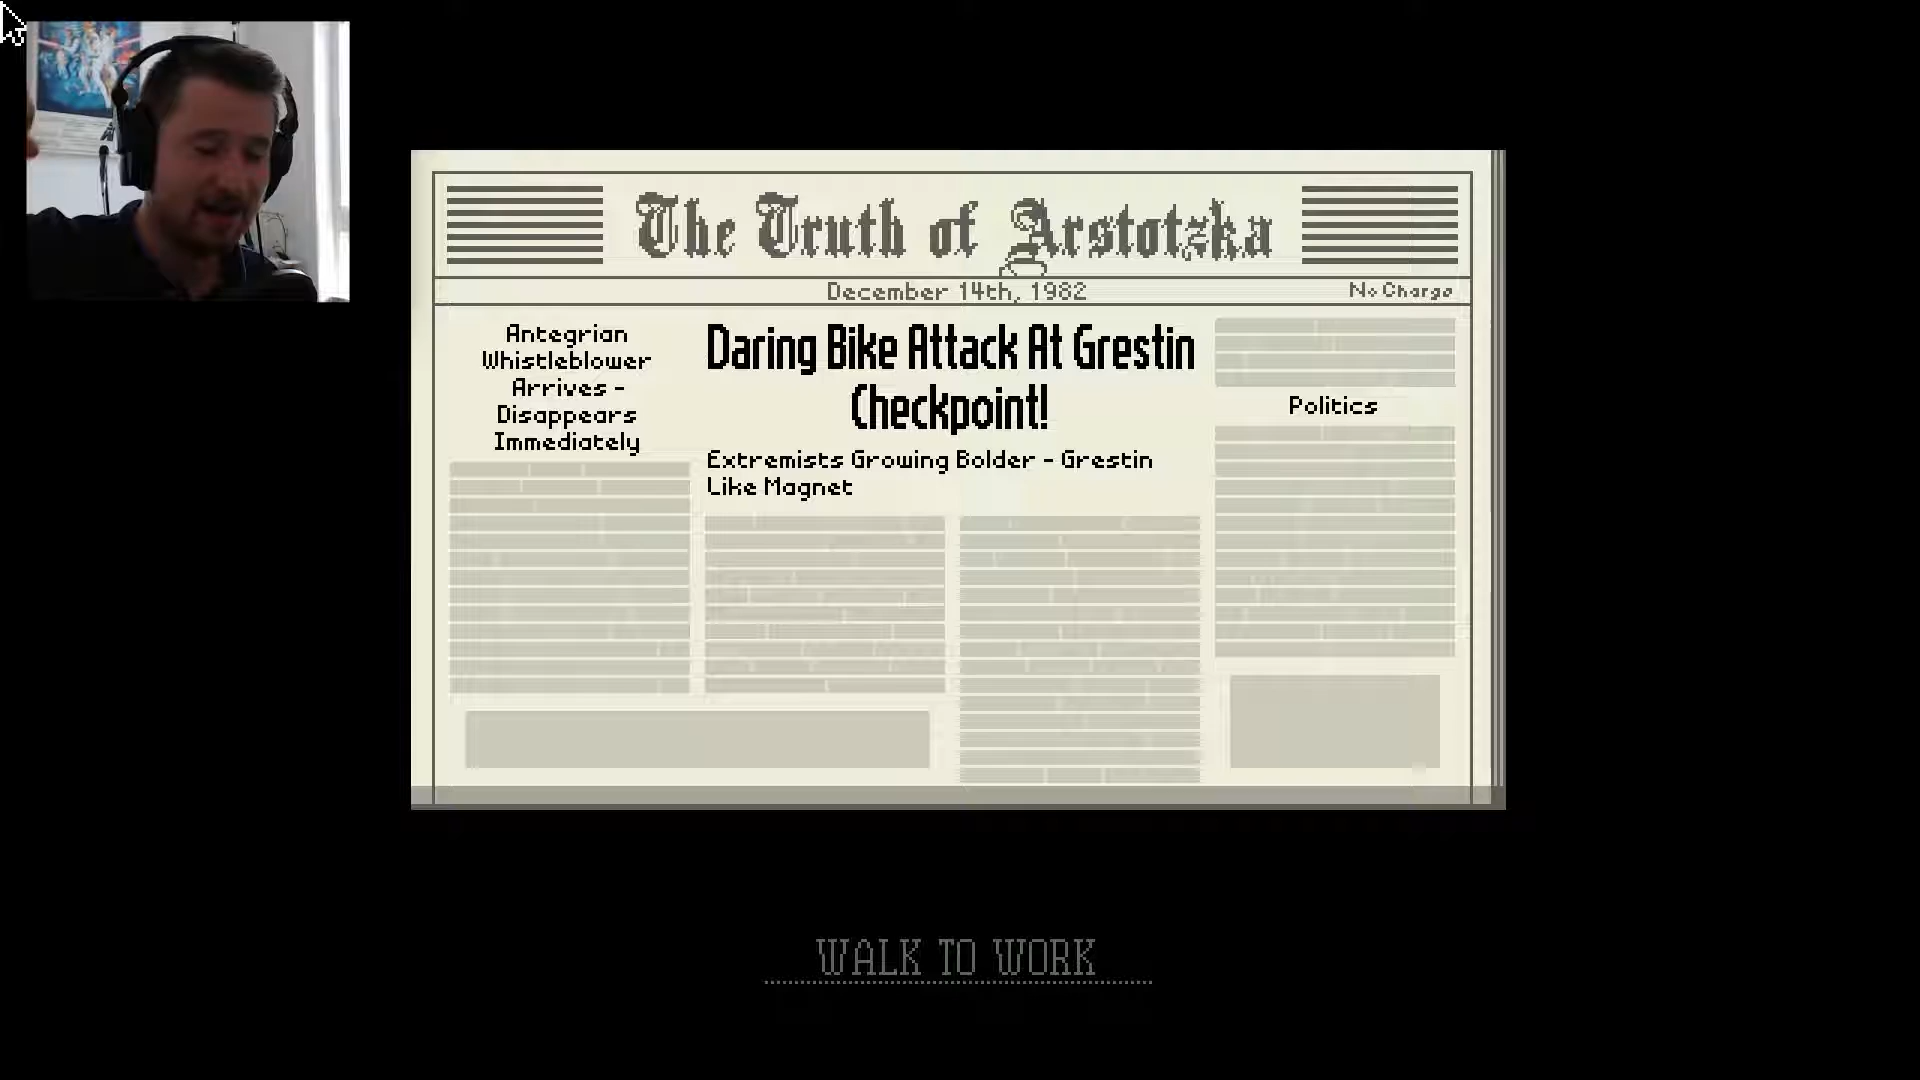 The Truth of Arstotzka
December 14th, 1982
No Charge
Antegrian
Whistleblower
Arrives -
Disappears
Immediately
Daring Bike Attack At Grestin
Checkpoint!
Extremists Growing Bolder - Grestin
Like Magnet
Politics
WALK TO WORK